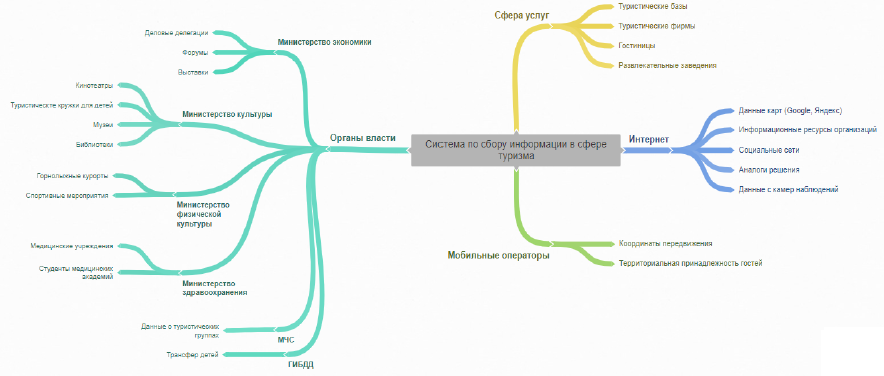 Система по сбору информации в сфере
туризма
Органы власти
Министерство экономики
Деловые делегации
Форумы
Выставки
Министерство культуры
Кинотеатры
Туристическте кружки для детей
Музеи
Библиотеки
Министерство
физической
культуры
Горнолыжные курорты
Спортивные мероприятия
Министерство
здравоохранения
Медицинские учреждения
Студенты медицинских
академий
МЧС
Данные о туристических
группах
ГИБДД
Трансфер детей
Сфера услуг
Туристические базы
Туристические фирмы
Гостиницы
Развлекательные заведения
Интернет
Данные карт (Google, Яндекс)
Информационные ресурсы организаций
Социальные сети
Аналоги решения
Данные с камер наблюдений
Мобильные операторы
Координаты передвижения
Территориальная принадлежность гостей